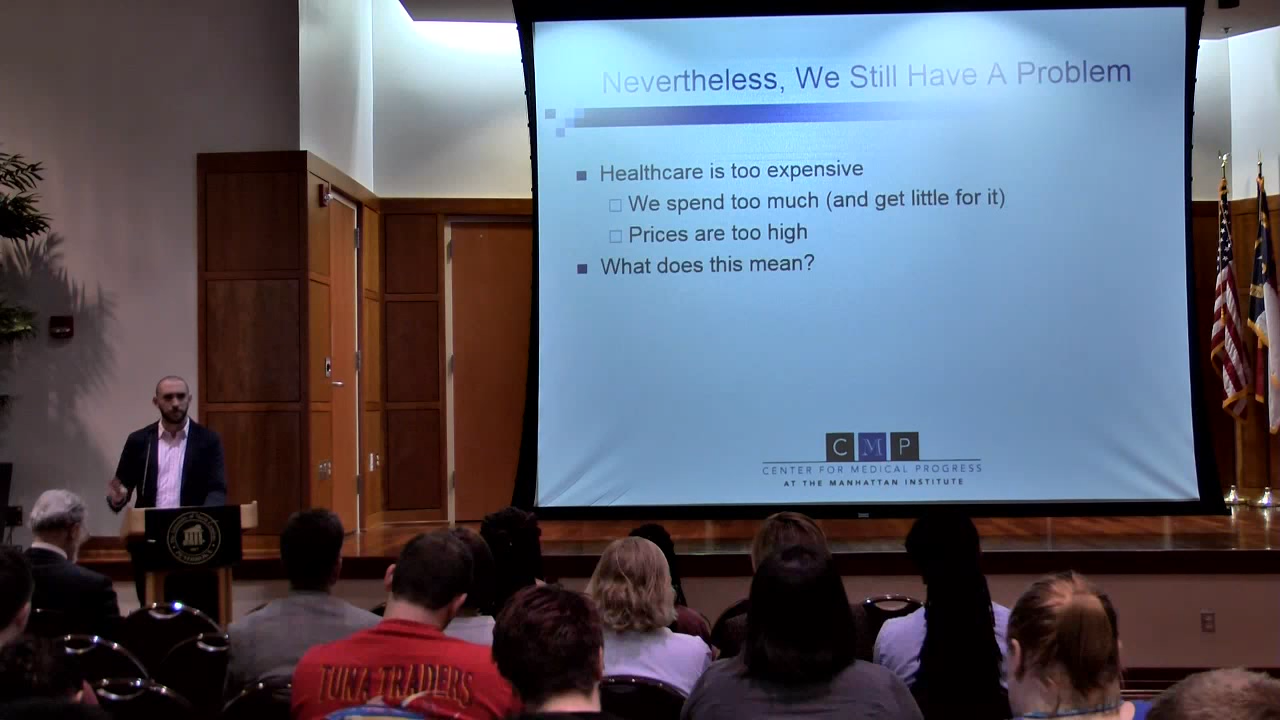 Nevertheless, We Still Have A Problem
Healthcare is too expensive
We spend too much (and get little for it)
Prices are too high
What does this mean?
C M P
CENTER FOR MEDICAL PROGRESS
AT THE MANHATTAN INSTITUTE
TUNA TRADERS